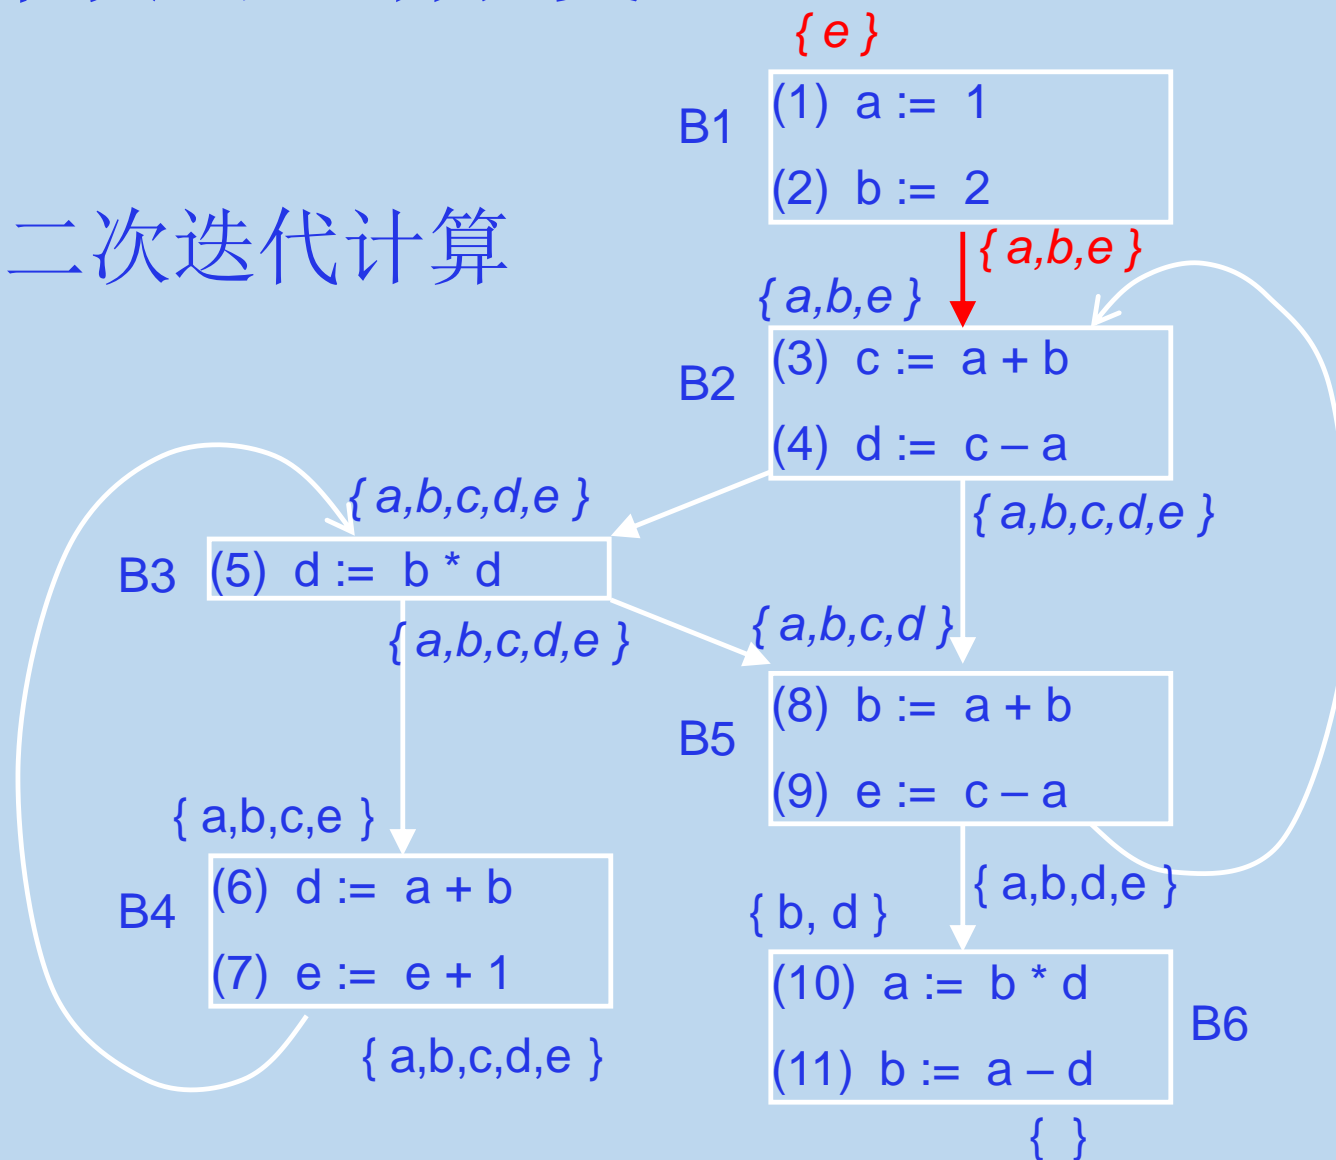 { e }
B1
(1) a := 1
(2) b := 2
二次迭代计算
{ a,b,e }
{ a,b,e }
B2
(3) c := a + b
(4) d := c – a
{ a,b,c,d,e }
{ a,b,c,d,e }
B3
(5) d := b * d
{ a,b,c,d,e }
{ a,b,c,d }
B5
(8) b := a + b
(9) e := c – a
{ a,b,c,e }
B4
(6) d := a + b
(7) e := e + 1
{ a,b,c,d,e }
{ a,b,d,e }
{ b, d }
(10) a := b * d
(11) b := a – d
B6
{ }